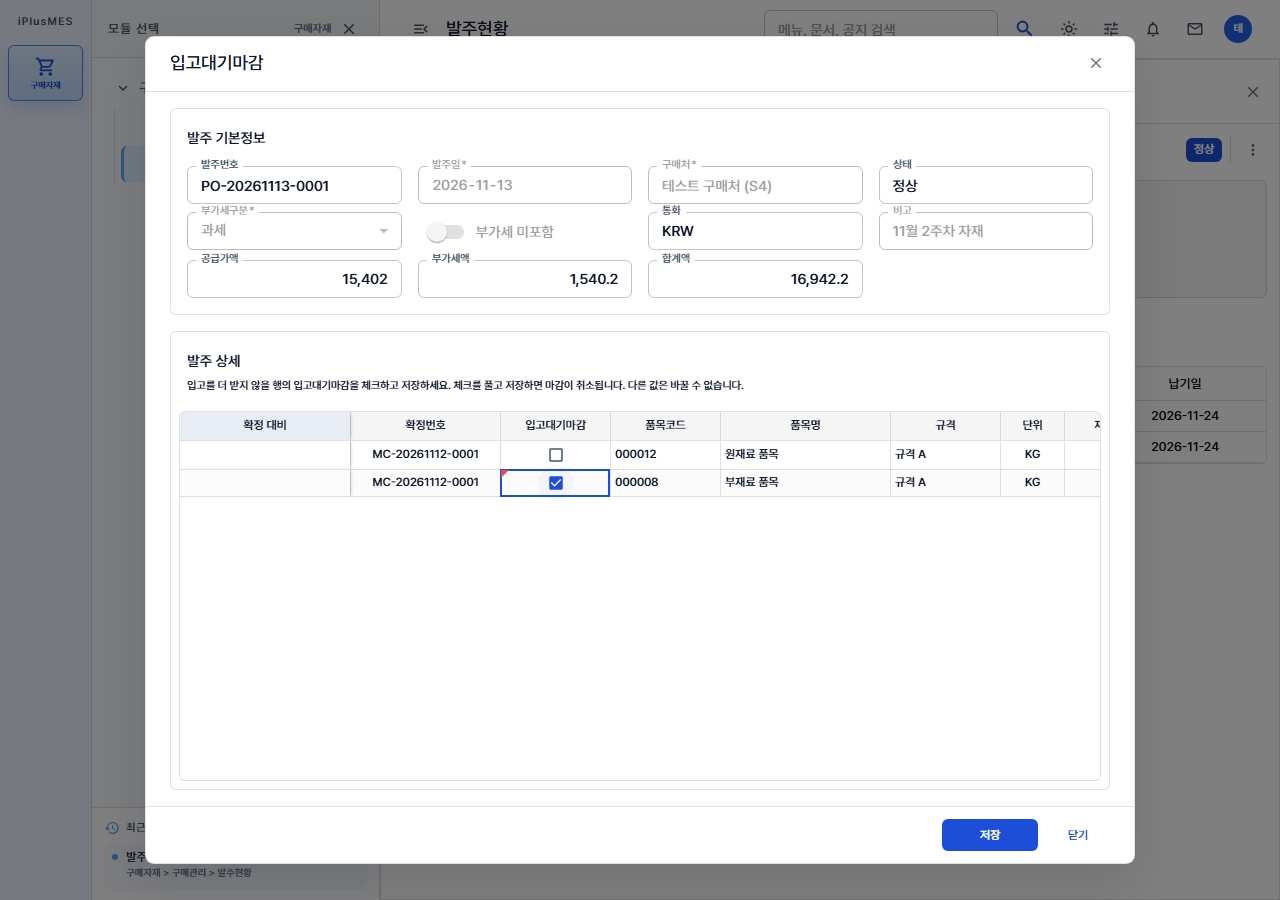 iPlusMES
모듈 선택
구매자재
발주현황
메뉴, 문서, 공지 검색
테
구매자재
입고대기마감
정상
발주 기본정보
발주번호
PO-20261113-0001
발주일*
2026-11-13
구매처*
테스트 구매처 (S4)
상태
정상
부가세구분*
과세
부가세 미포함
통화
KRW
비고
11월 2주차 자재
공급가액
15,402
부가세액
1,540.2
합계액
16,942.2
발주 상세
입고를 더 받지 않을 행의 입고대기마감을 체크하고 저장하세요. 체크를 풀고 저장하면 마감이 취소됩니다. 다른 값은 바꿀 수 없습니다.
납기일
2026-11-24
2026-11-24
확정 대비 확정번호 입고대기마감 품목코드 품목명 규격 단위
MC-20261112-0001 000012 원재료 품목 규격 A KG
MC-20261112-0001 000008 부재료 품목 규격 A KG
최근
발주
구매자재 > 구매관리 > 발주현황
저장
닫기